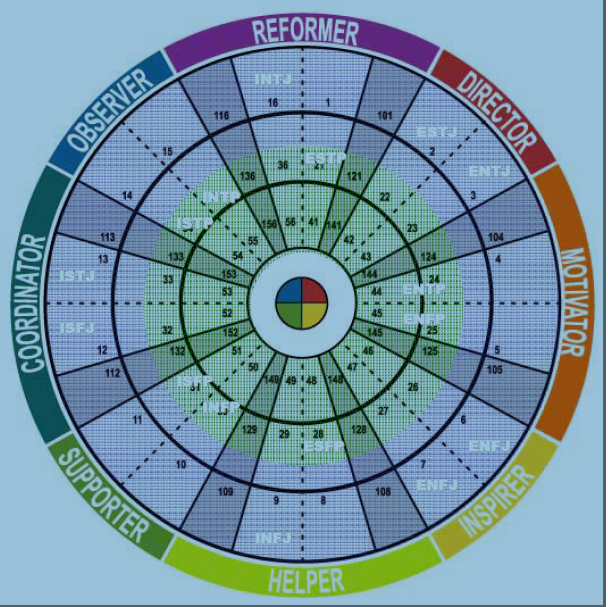 REFORMER
OBSERVER
DIRECTOR
COORDINATOR
MOTIVATOR
INTJ
16 1
116 101
ESTJ
15 2
ESTP
36
136 121 ENTJ
14 INTP 22 3
ISTP 156 56 41 141 23
113 55 42 104
133 54 43 124
13 4
ISTJ 33 153 144 24
53 44 ENTP
52 45 ENFP
ISFJ 32 152 145 25
12 132 51 46 125 5
112 50 47 105
ISFP 149 49 48 148 26
INFP 27
11 6
129 29 28 128
ESFP ENFJ
10 7
ENFJ
109 108
9 8
INFJ
SUPPORTER
INSPIRER
HELPER